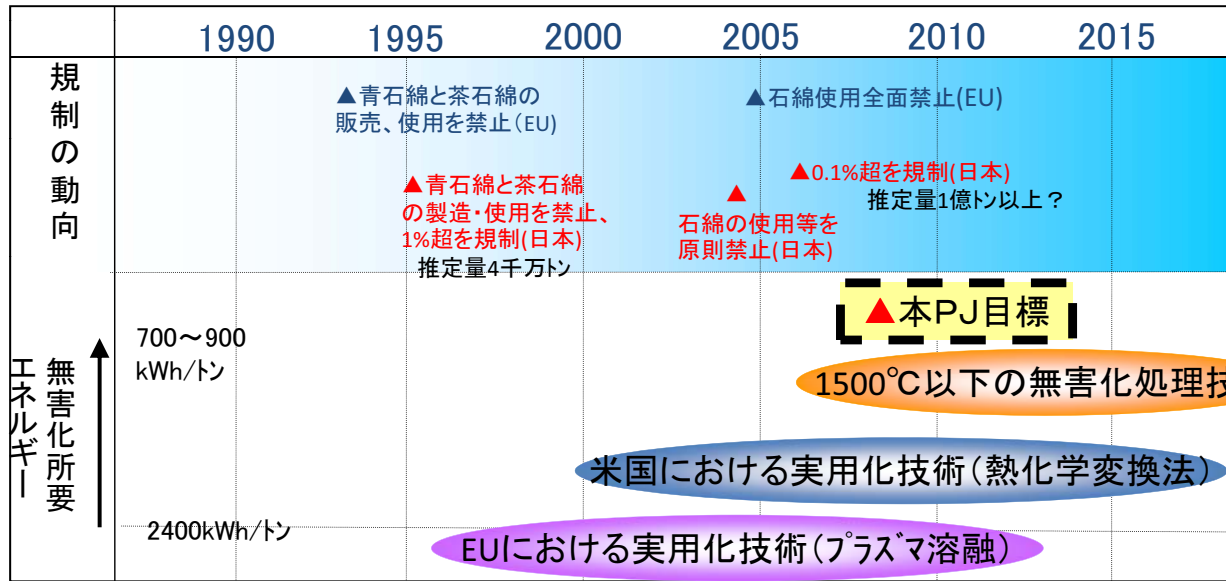 1990 1995 2000 2005 2010 2015
規制の動向
▲青石綿と茶石綿の
販売、使用を禁止(EU)
▲石綿使用全面禁止(EU)
▲青石綿と茶石綿
の製造・使用を禁止、
1%超を規制(日本)
推定量4千万トン
▲
石綿の使用等を
原則禁止(日本)
▲0.1%超を規制(日本)
推定量1億トン以上？
▲本PJ目標
無害化所要
エネルギー
700～900
kWh/トン
1500℃以下の無害化処理技
米国における実用化技術(熱化学変換法)
2400kWh/トン
EUにおける実用化技術(プラズマ溶融)